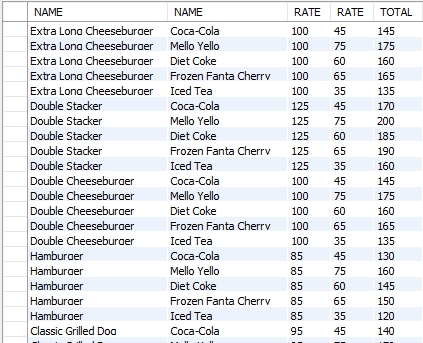 NAME NAME RATE RATE TOTAL
Extra Long Cheeseburger Coca-Cola 100 45 145
Extra Long Cheeseburger Mello Yello 100 75 175
Extra Long Cheeseburger Diet Coke 100 60 160
Extra Long Cheeseburger Frozen Fanta Cherry 100 65 165
Extra Long Cheeseburger Iced Tea 100 35 135
Double Stacker Coca-Cola 125 45 170
Double Stacker Mello Yello 125 75 200
Double Stacker Diet Coke 125 60 185
Double Stacker Frozen Fanta Cherry 125 65 190
Double Stacker Iced Tea 125 35 160
Double Cheeseburger Coca-Cola 100 45 145
Double Cheeseburger Mello Yello 100 75 175
Double Cheeseburger Diet Coke 100 60 160
Double Cheeseburger Frozen Fanta Cherry 100 65 165
Double Cheeseburger Iced Tea 100 35 135
Hamburger Coca-Cola 85 45 130
Hamburger Mello Yello 85 75 160
Hamburger Diet Coke 85 60 145
Hamburger Frozen Fanta Cherry 85 65 150
Hamburger Iced Tea 85 35 120
Classic Grilled Dog Coca-Cola 95 45 140